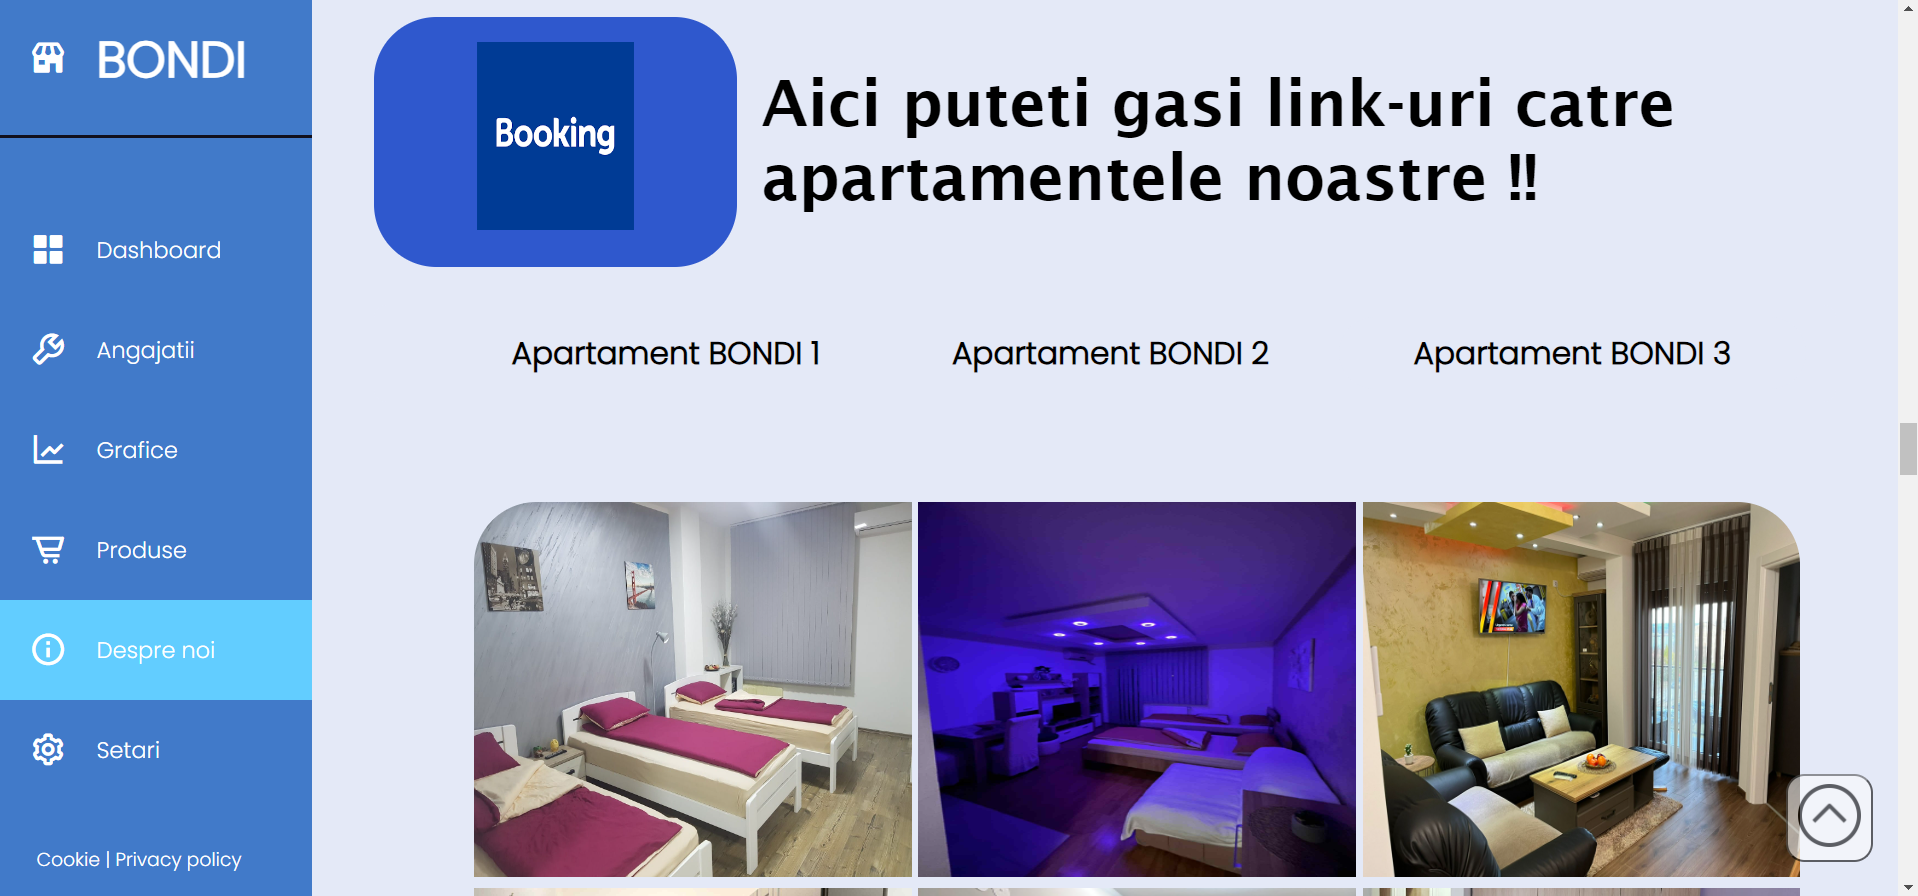 BONDI
Dashboard
Angajatii
Grafice
Produse
Despre noi
Setari
Cookie | Privacy policy
Booking
Aici puteti gasi link-uri catre
apartamentele noastre !!
Apartament BONDI 1
Apartament BONDI 2
Apartament BONDI 3